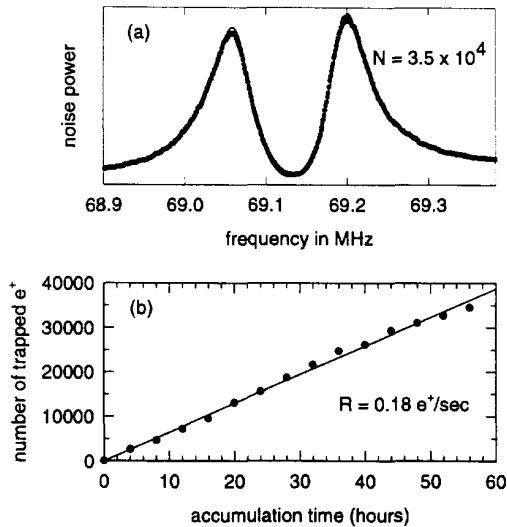 (a)
N = 3.5 x 10⁴
noise power
68.9 69.0 69.1 69.2 69.3
frequency in MHz
40000
(b)
30000
20000
10000
0
number of trapped e⁺
R = 0.18 e⁺/sec
0 10 20 30 40 50 60
accumulation time (hours)